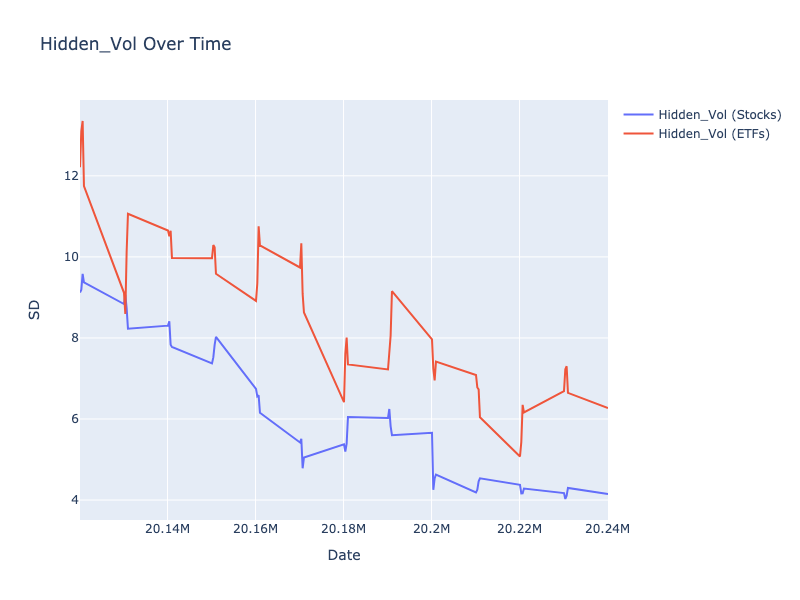 Hidden_Vol Over Time
Hidden_Vol (Stocks)
Hidden_Vol (ETFs)
12
10
8
6
4
SD
20.14M
20.16M
20.18M
20.2M
20.22M
20.24M
Date